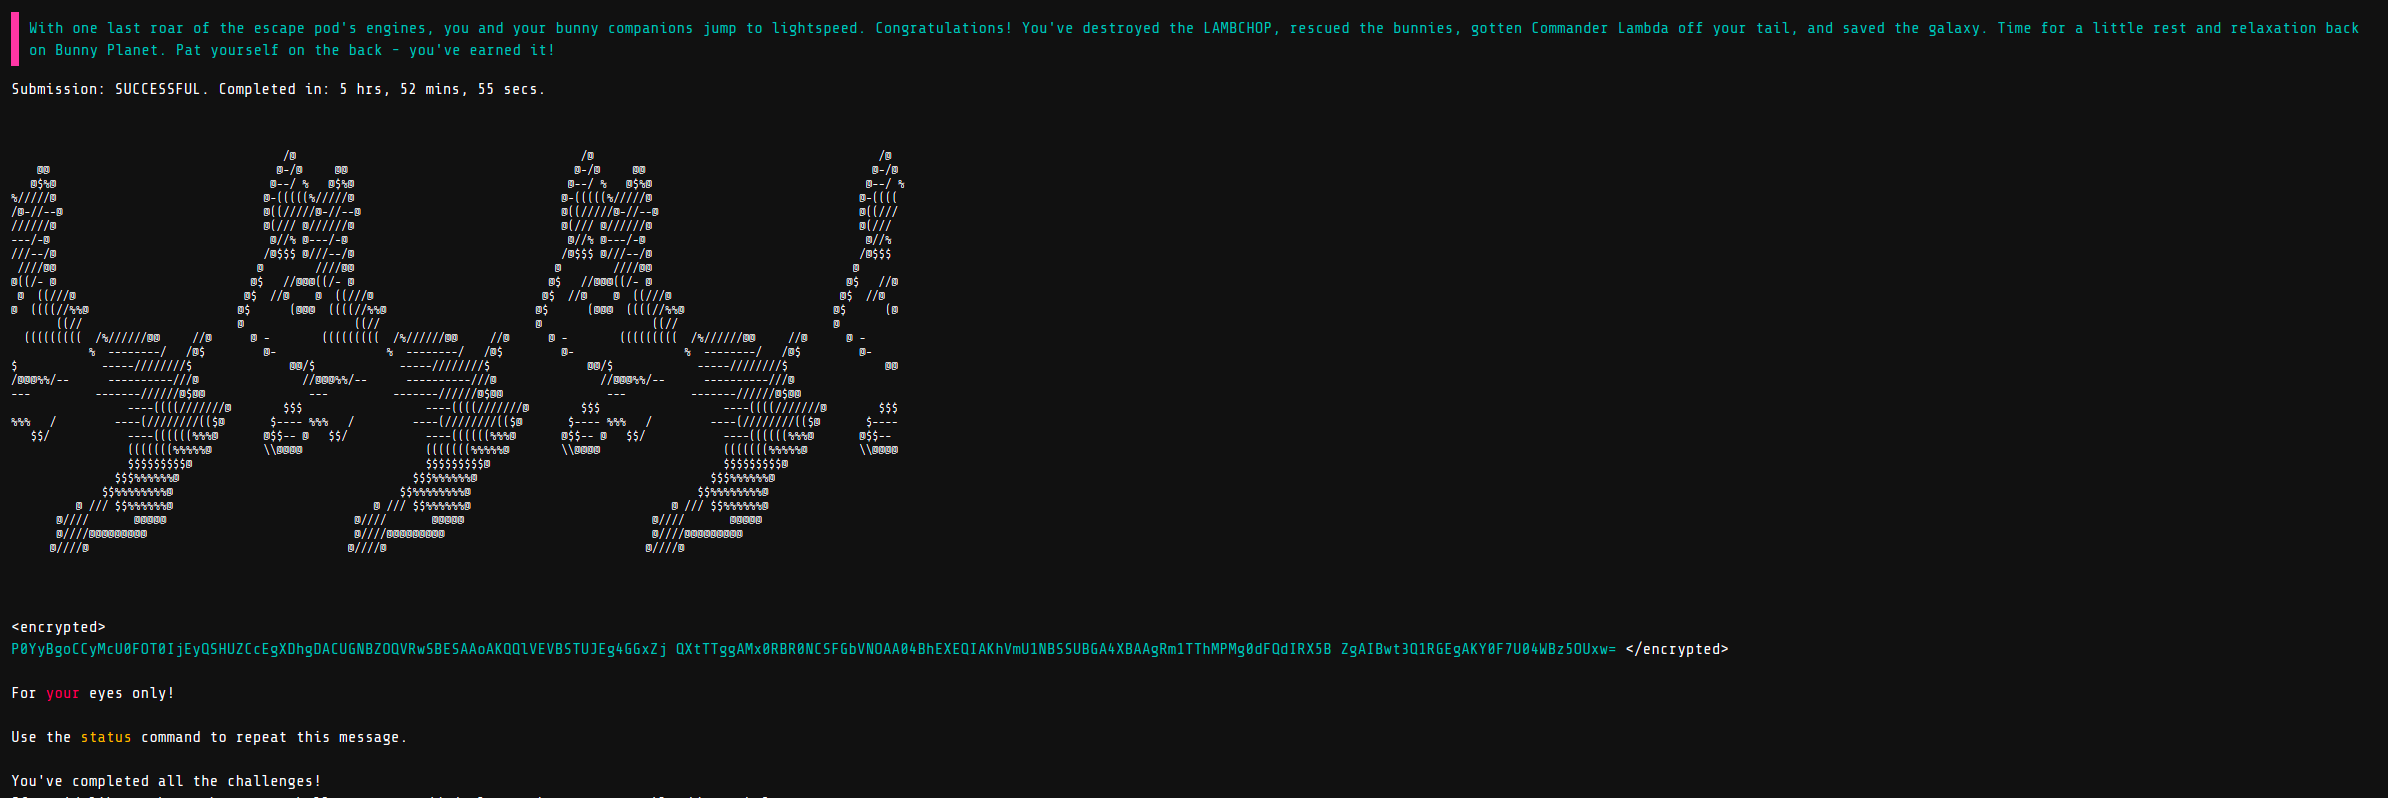 With one last roar of the escape pod's engines, you and your bunny companions jump to lightspeed. Congratulations! You've destroyed the LAMBCHOP, rescued the bunnies, gotten Commander Lambda off your tail, and saved the galaxy. Time for a little rest and relaxation back
on Bunny Planet. Pat yourself on the back - you've earned it!
Submission: SUCCESSFUL. Completed in: 5 hrs, 52 mins, 55 secs.
<encrypted>
P0YyBgoCCyMcU0FOT0IjEyQSHUZCcEgXDhgDACUGNBZOQVRwSBESAAoAKQQlVEVBSTUJEg4GGxZj QXtTTggAMx0RBR0NCSFGbVNOAA04BhEXEQIAKhVmU1NBSSUBGA4XBAAgRm1TThMPMg0dFQdIRX5B ZgAIBwt3Q1RGEgAKY0F7U04WBz5OUxw= </encrypted>
For your eyes only!
Use the status command to repeat this message.
You've completed all the challenges!